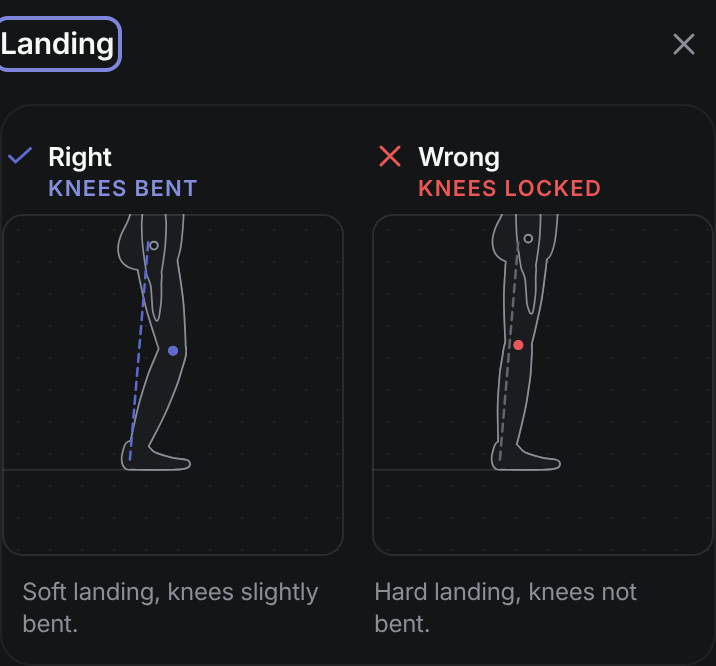 Landing
Right
KNEES BENT
Soft landing, knees slightly
bent.
Wrong
KNEES LOCKED
Hard landing, knees not
bent.